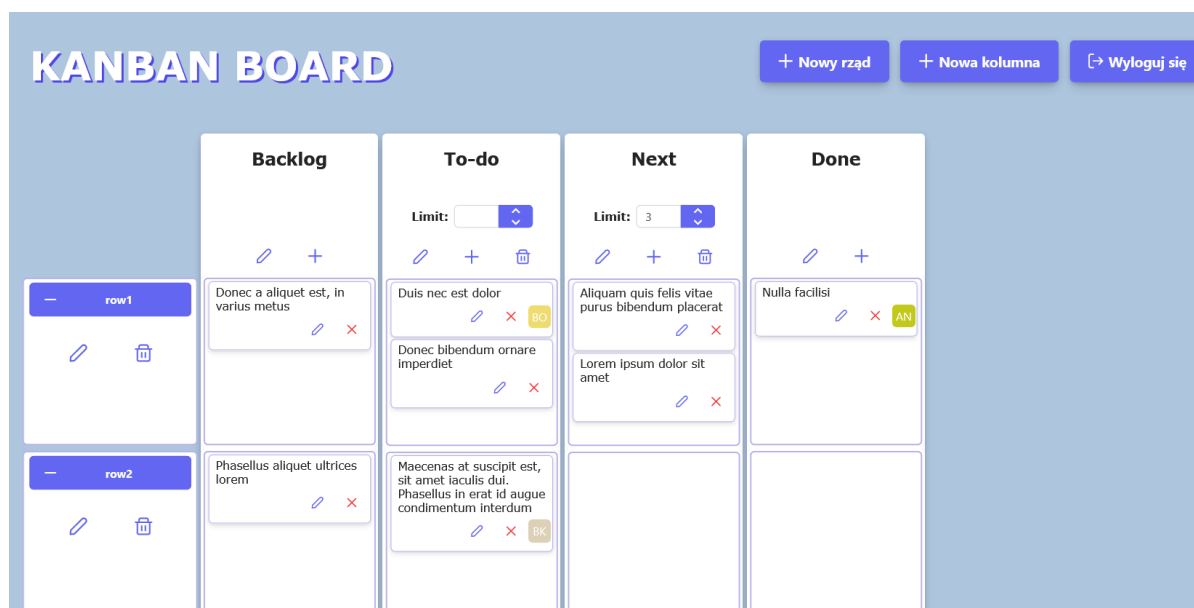 KANBAN BOARD
Nowy rząd
Nowa kolumna
Wyloguj się
Backlog
To-do
Next
Done
Limit:
Limit: 3
row1
Donec a aliquet est, in
varius metus
Duis nec est dolor
BO
Donec bibendum ornare
imperdiet
Aliquam quis felis vitae
purus bibendum placerat
Lorem ipsum dolor sit
amet
Nulla facilisi
AN
row2
Phasellus aliquet ultrices
lorem
Maecenas at suscipit est,
sit amet iaculis dui.
Phasellus in erat id augue
condimentum interdum
BK